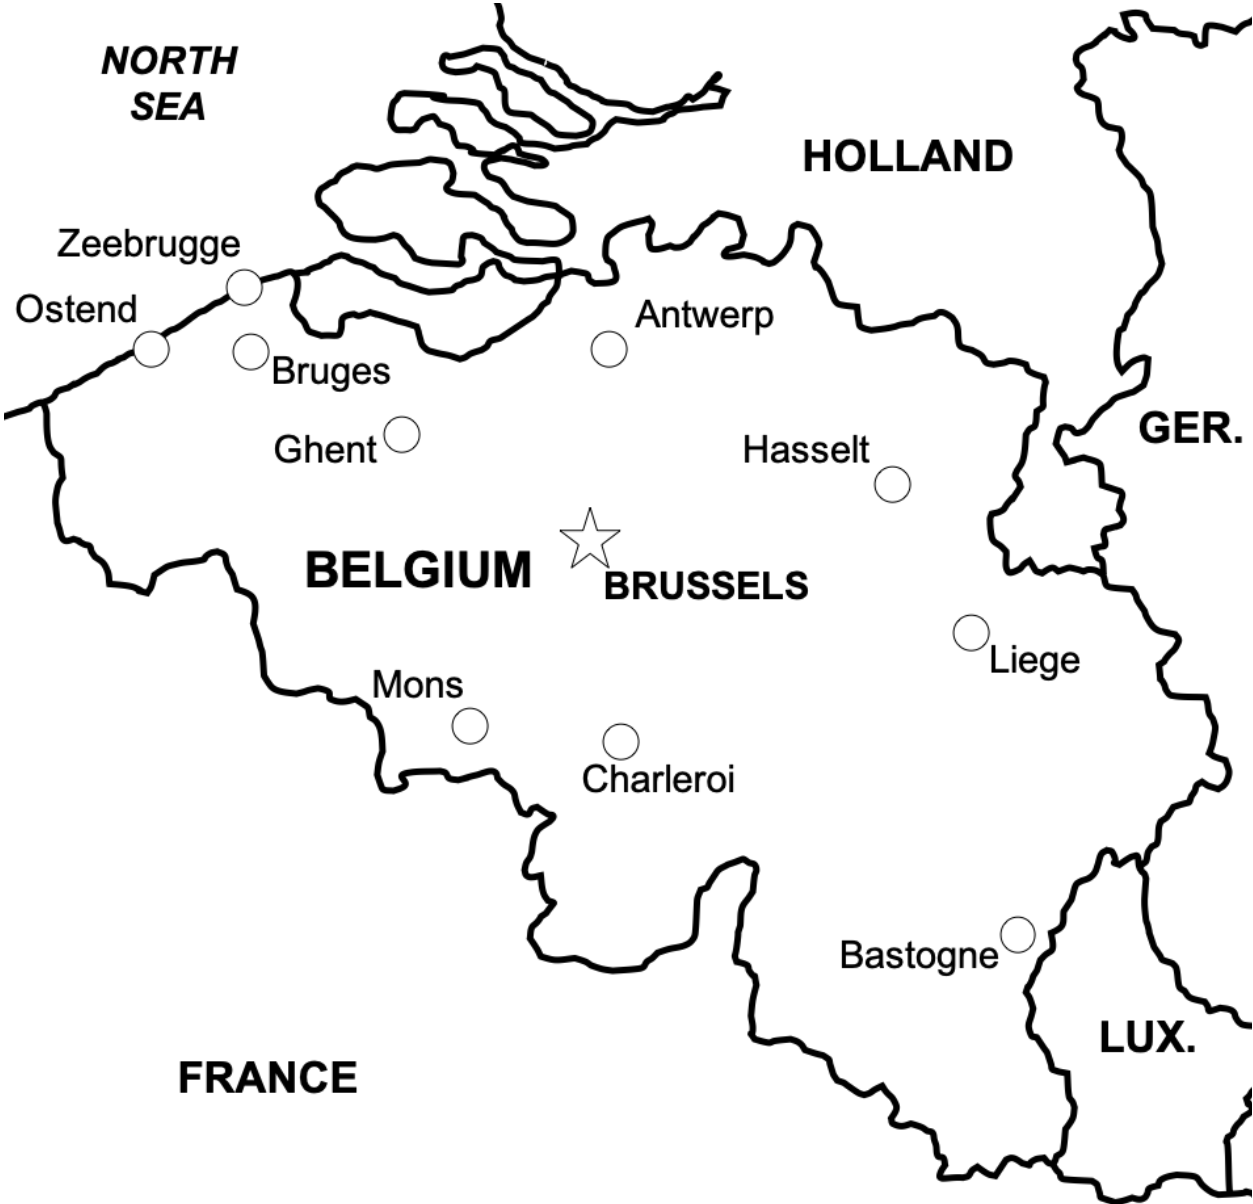 NORTH
SEA
HOLLAND
Zeebrugge
Ostend
Antwerp
Bruges
GER.
Ghent
Hasselt
BELGIUM
BRUSSELS
Liege
Mons
Charleroi
Bastogne
LUX.
FRANCE